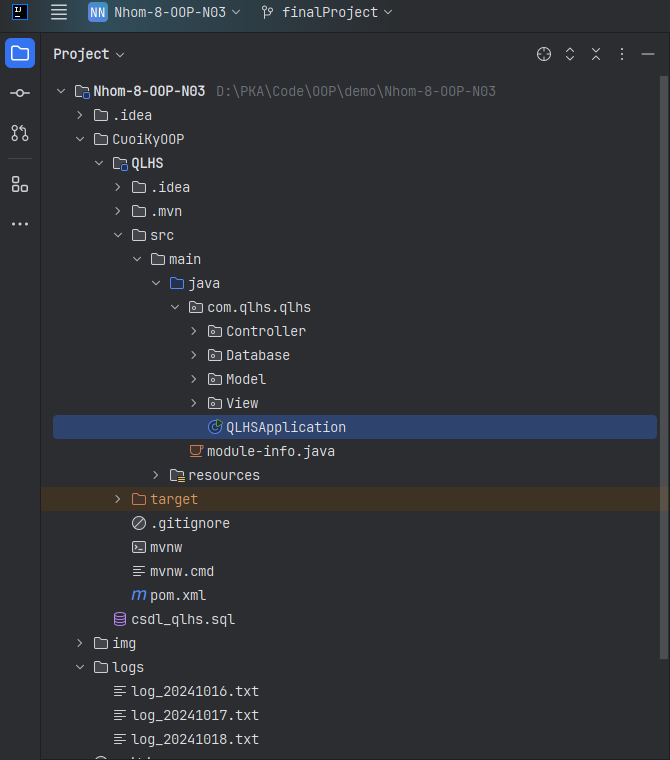 NN Nhom-8-OOP-N03 finalProject
Project
Nhom-8-OOP-N03 D:\PKA\Code\OOP\demo\Nhom-8-OOP-N03
.idea
CuoiKyOOP
QLHS
.idea
.mvn
src
main
java
com.qlhs.qlhs
Controller
Database
Model
View
QLHSApplication
module-info.java
resources
target
.gitignore
mvnw
mvnw.cmd
m pom.xml
csdl_qlhs.sql
img
logs
log_20241016.txt
log_20241017.txt
log_20241018.txt